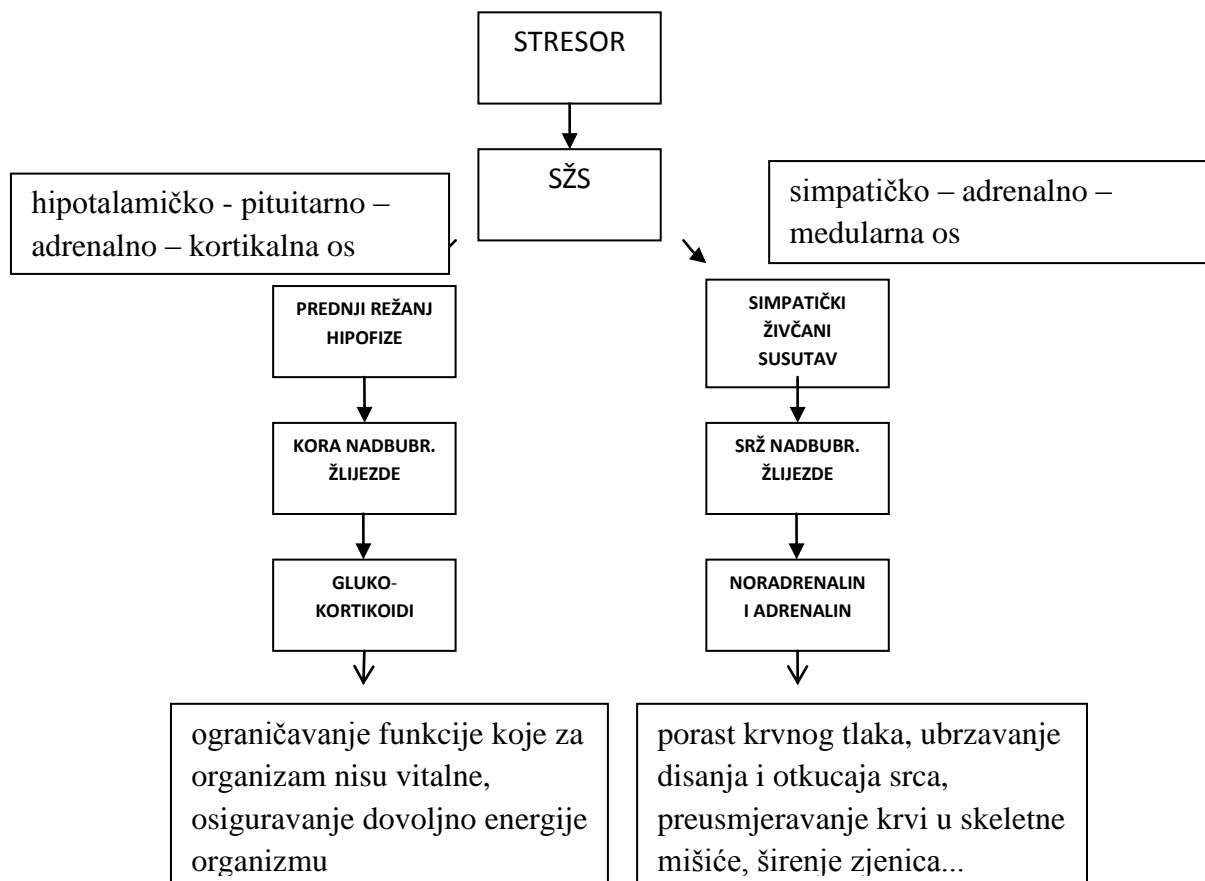 STRESOR
SŽS
hipotalamičko - pituitarno –
adrenalno – kortikalna os
simpatičko – adrenalno –
medularna os
PREDNJI REŽANJ
HIPOFIZE
SIMPATIČKI
ŽIVČANI
SUSUTAV
KORA NADBUBR.
ŽLIJEZDE
SRŽ NADBUBR.
ŽLIJEZDE
GLUKO-
KORTIKOIDI
NORADRENALIN
I ADRENALIN
ograničavanje funkcije koje za
organizam nisu vitalne,
osiguravanje dovoljno energije
organizmu
porast krvnog tlaka, ubrzavanje
disanja i otkucaja srca,
preusmjeravanje krvi u skeletne
mišiće, širenje zjenica...